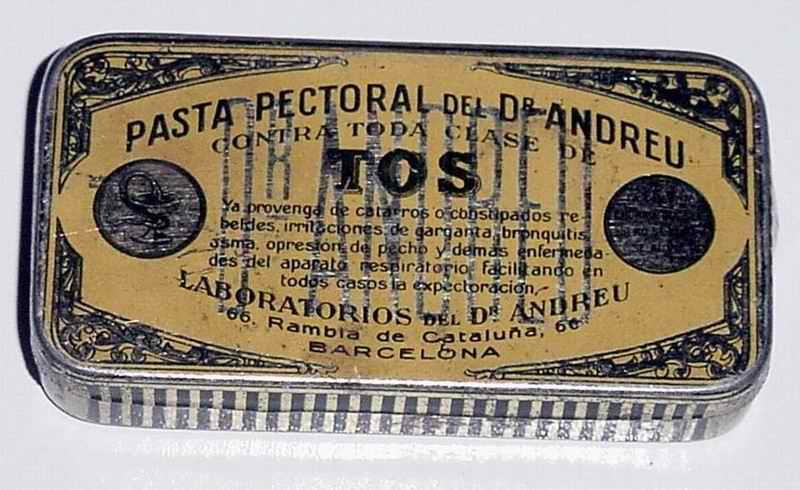 PASTA PECTORAL DEL DR ANDREU
CONTRA TODA CLASE DE
TOS
Ya provenga de catarros o constipados re-
beldes, irritaciones de garganta, bronquitis,
asma, opresión de pecho y demás enfermeda-
des del aparato respiratorio facilitando en
todos casos la expectoración,-
LABORATORIOS DEL DR ANDREU
66, Rambla de Cataluña, 66
BARCELONA
DR ANDREU